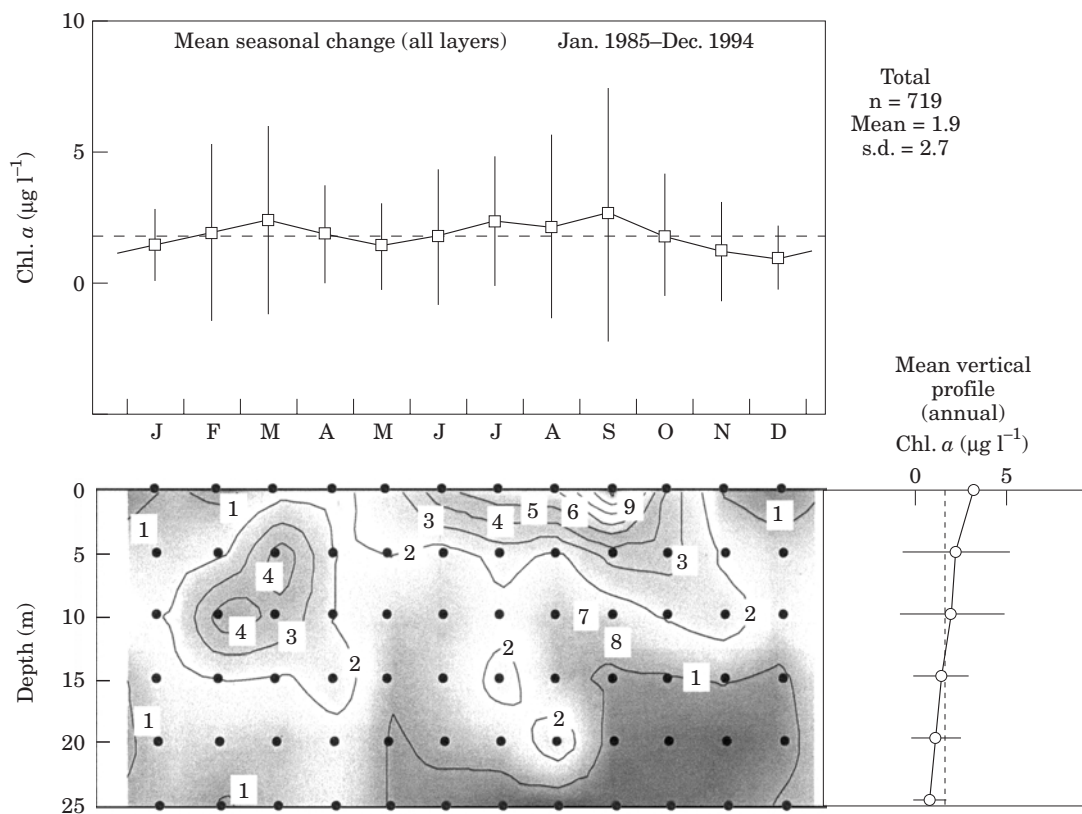 10
Mean seasonal change (all layers) Jan. 1985–Dec. 1994
Total
n = 719
Mean = 1.9
s.d. = 2.7
5
Chl. a (µg l⁻¹)
0
J F M A M J J A S O N D
Mean vertical
profile
(annual)
Chl. a (µg l⁻¹)
0 5
0
1 1 3 4 5 6 9 1
5
4 2 3
10
4 3 7 8 2
Depth (m)
15
2 2 1
20
1 2
1
25